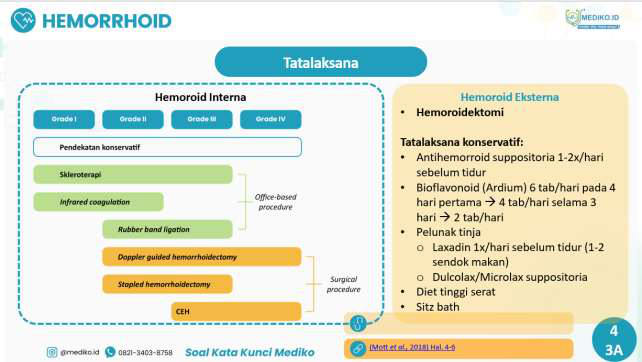 HEMORRHOID
MEDIKO.ID
Tatalaksana
Hemoroid Interna
Grade I
Grade II
Grade III
Grade IV
Pendekatan konservatif
Skleroterapi
Infrared coagulation
Rubber band ligation
Office-based
procedure
Doppler guided hemorrhoidectomy
Stapled hemorrhoidectomy
CEH
Surgical
procedure
Hemoroid Eksterna
• Hemoroidektomi
Tatalaksana konservatif:
• Antihemorroid suppositoria 1-2x/hari
sebelum tidur
• Bioflavonoid (Ardium) 6 tab/hari pada 4
hari pertama → 4 tab/hari selama 3
hari → 2 tab/hari
• Pelunak tinja
o Laxadin 1x/hari sebelum tidur (1-2
sendok makan)
o Dulcolax/Microlax suppositoria
• Diet tinggi serat
• Sitz bath
@mediko.id
0821-3403-8758
Soal Kata Kunci Mediko
(Mott et al., 2018) Hal. 4-6
4
3A